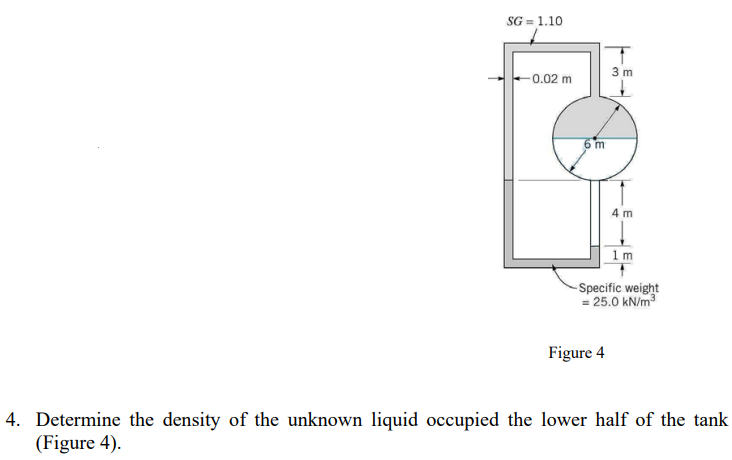 SG = 1.10
3 m
0.02 m
6 m
4 m
1 m
Specific weight
= 25.0 kN/m³
Figure 4
4. Determine the density of the unknown liquid occupied the lower half of the tank
(Figure 4).